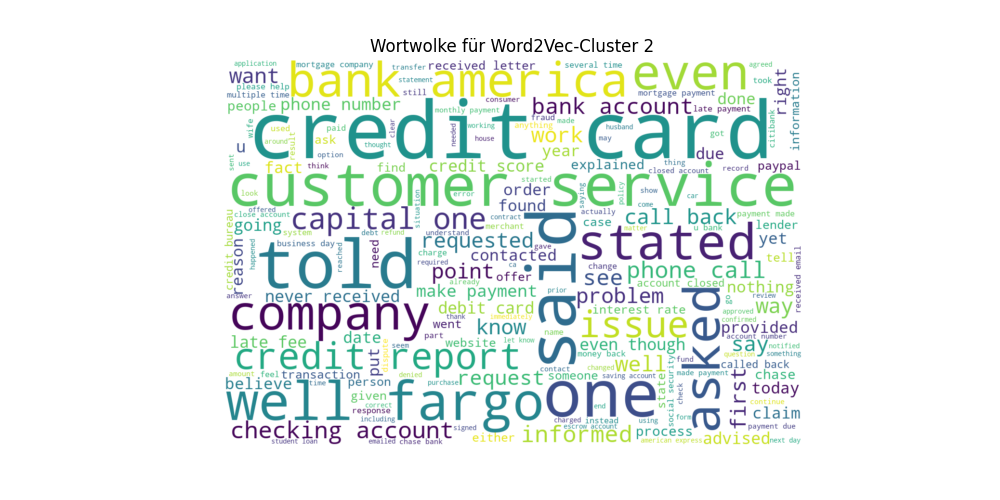 Wortwolke für Word2Vec-Cluster 2
application mortgage company transfer received letter several time agreed
want bank america even took right
please help statement still consumer mortgage payment
multiple time people phone number monthly payment fraud bank account late payment done information
credit card
wife used paid clear needed working anything made work got citibank
around ask thought house husband may year due
result option fact think find credit score explained thing closed account record paypal
sent use started
customer service
look error order policy show car
offered situation found saying come
close account capital one contract actually case call back payment made
going system debt refund understand merchant matter u bank lender
credit bureau reason happened business day told need charge requested gave said stated yet
reached required contacted see phone call tell received email
answer already point ca offer change account closed nothing
never received make payment prior problem go review way
company debit card interest rate approved confirmed account number
late fee date went thank immediately name issue asked provided
put part website know let know even though say notified
credit report dispute seem contact money back fund question something
amount feel transaction denied request someone changed well called back chase
believe time person purchase saving account state social security check first today
well fargo one
given correct response including charged instead end using form made payment continue claim
checking account signed either informed escrow account process american express advised payment due
student loan emailed chase bank next day